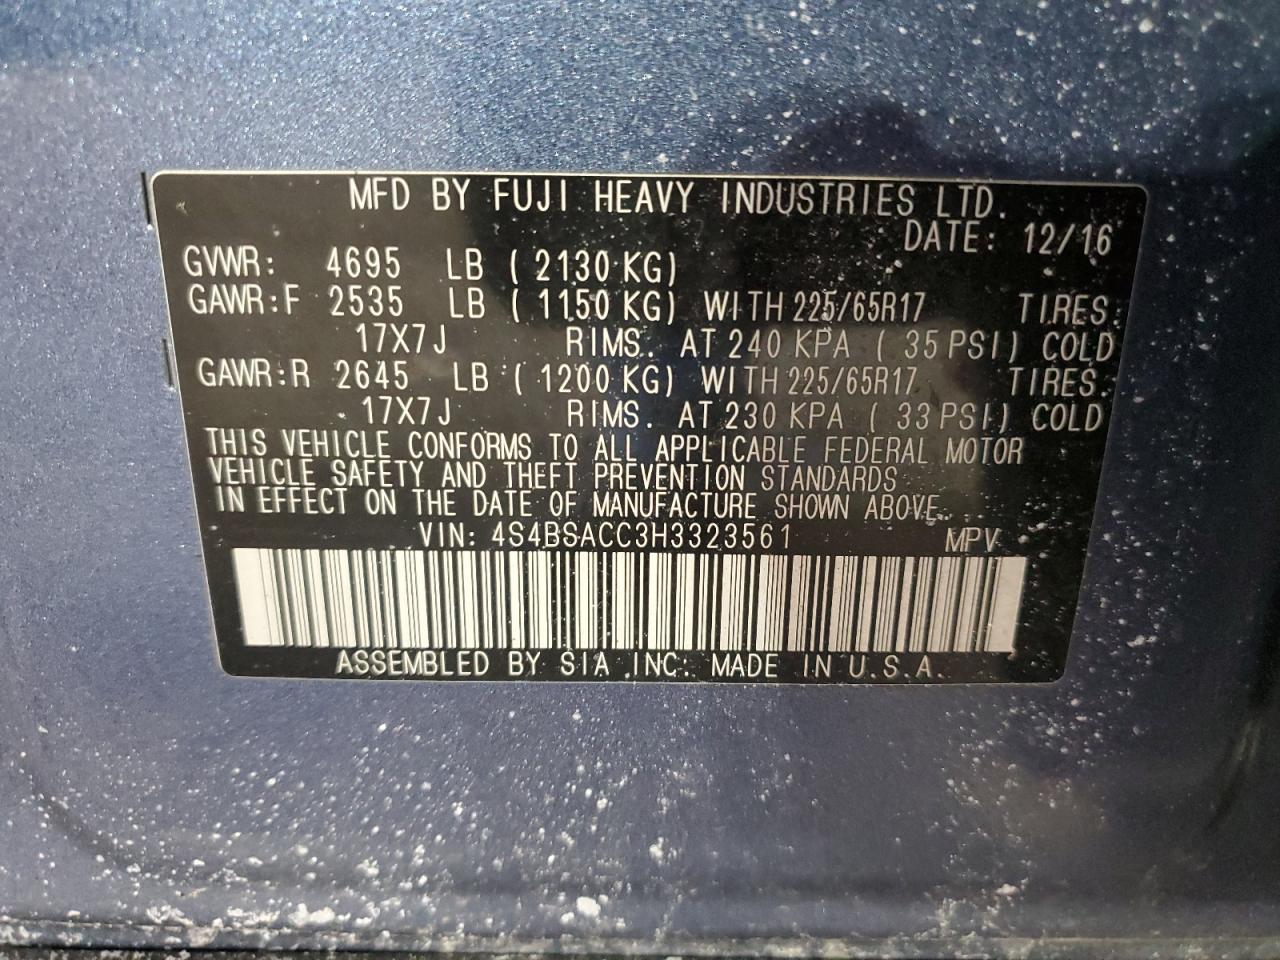 MFD BY FUJI HEAVY INDUSTRIES LTD.
DATE: 12/16
GVWR: 4695 LB ( 2130 KG)
GAWR:F 2535 LB ( 1150 KG) WITH 225/65R17 TIRES.
17X7J RIMS. AT 240 KPA ( 35 PSI) COLD
GAWR:R 2645 LB ( 1200 KG) WITH 225/65R17 TIRES.
17X7J RIMS. AT 230 KPA ( 33 PSI) COLD
THIS VEHICLE CONFORMS TO ALL APPLICABLE FEDERAL MOTOR
VEHICLE SAFETY AND THEFT PREVENTION STANDARDS
IN EFFECT ON THE DATE OF MANUFACTURE SHOWN ABOVE.
VIN: 4S4BSACC3H3323561 MPV
ASSEMBLED BY SIA ,INC. MADE IN U.S.A.